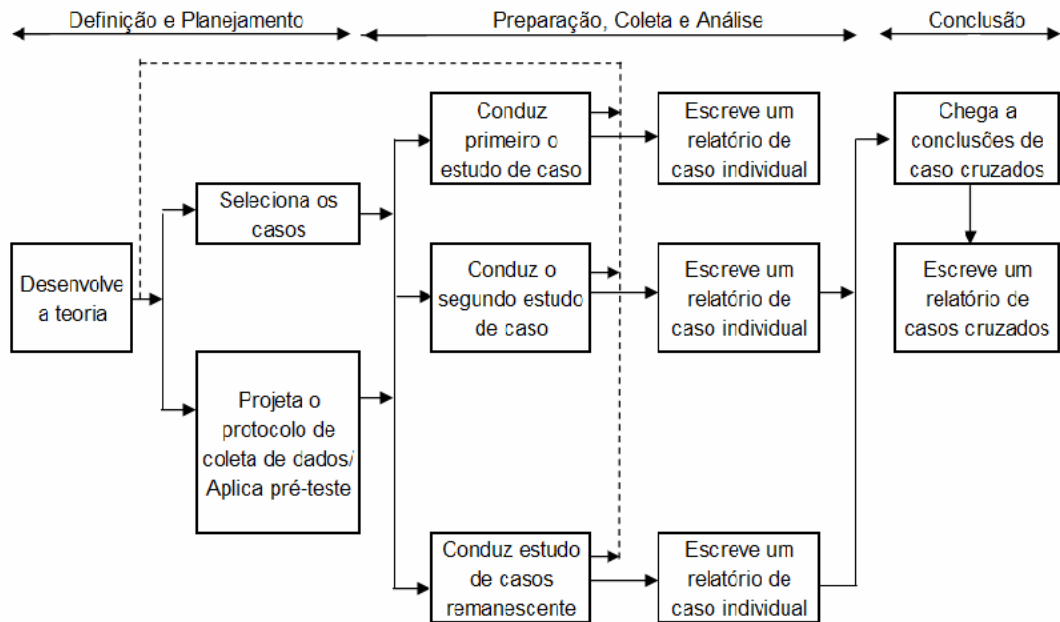 Definição e Planejamento
Preparação, Coleta e Análise
Conclusão
Desenvolve
a teoria
Seleciona os
casos
Projeta o
protocolo de
coleta de dados/
Aplica pré-teste
Conduz
primeiro o
estudo de caso
Conduz o
segundo estudo
de caso
Conduz estudo
de casos
remanescente
Escreve um
relatório de
caso individual
Escreve um
relatório de
caso individual
Escreve um
relatório de
caso individual
Chega a
conclusões de
caso cruzados
Escreve um
relatório de
casos cruzados